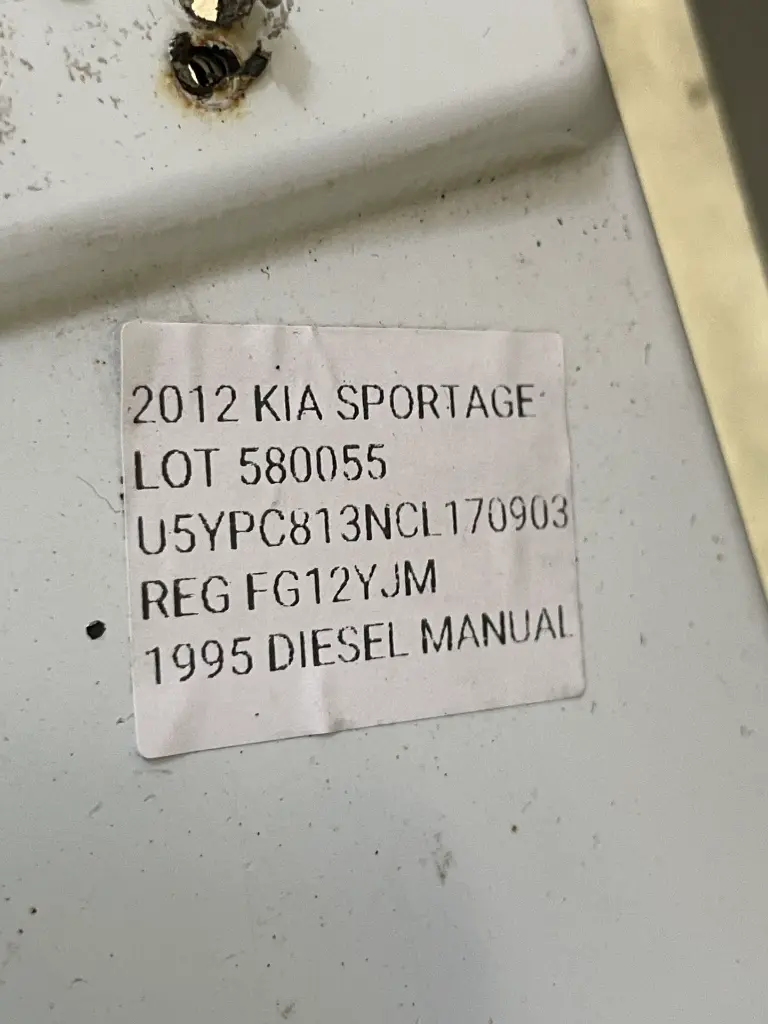 2012 KIA SPORTAGE
LOT 580055
U5YPC813NCL170903
REG FG12YJM
1995 DIESEL MANUAL